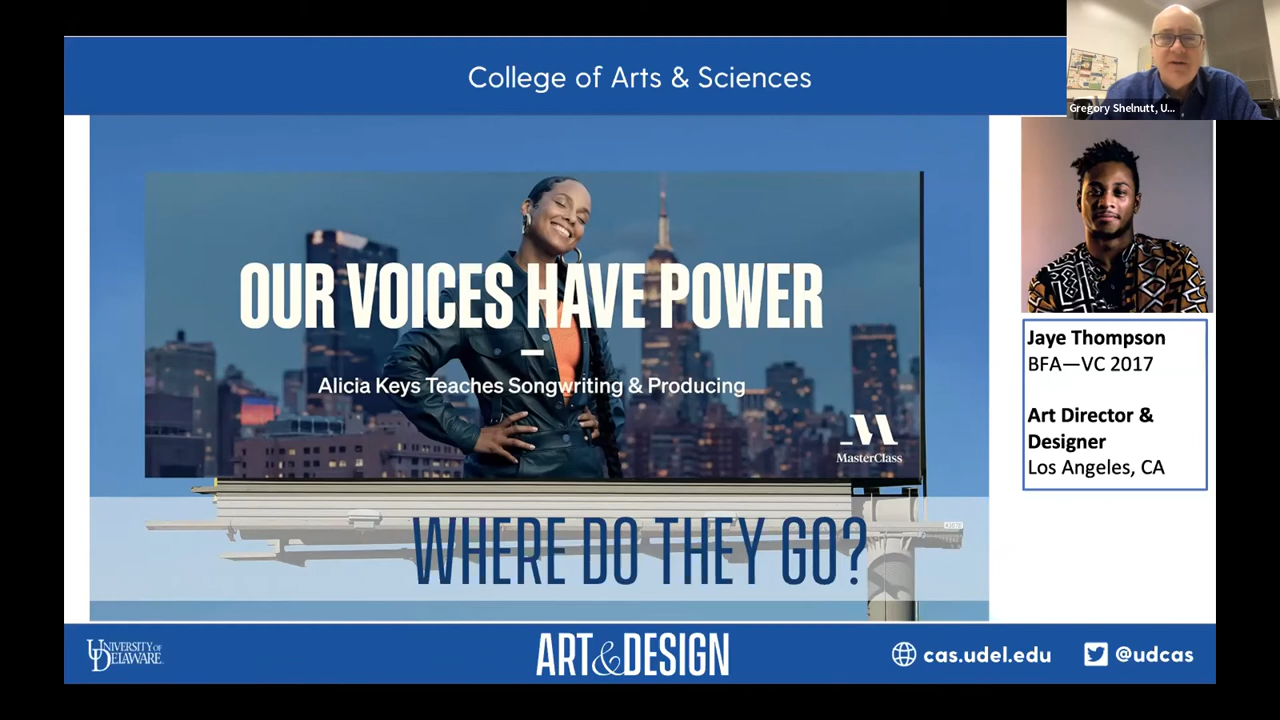 College of Arts & Sciences
Gregory Shelnutt, U...
OUR VOICES HAVE POWER
Alicia Keys Teaches Songwriting & Producing
MasterClass
WHERE DO THEY GO?
Jaye Thompson
BFA—VC 2017
Art Director &
Designer
Los Angeles, CA
UNIVERSITY OF
DELAWARE
ART&DESIGN
cas.udel.edu
@udcas